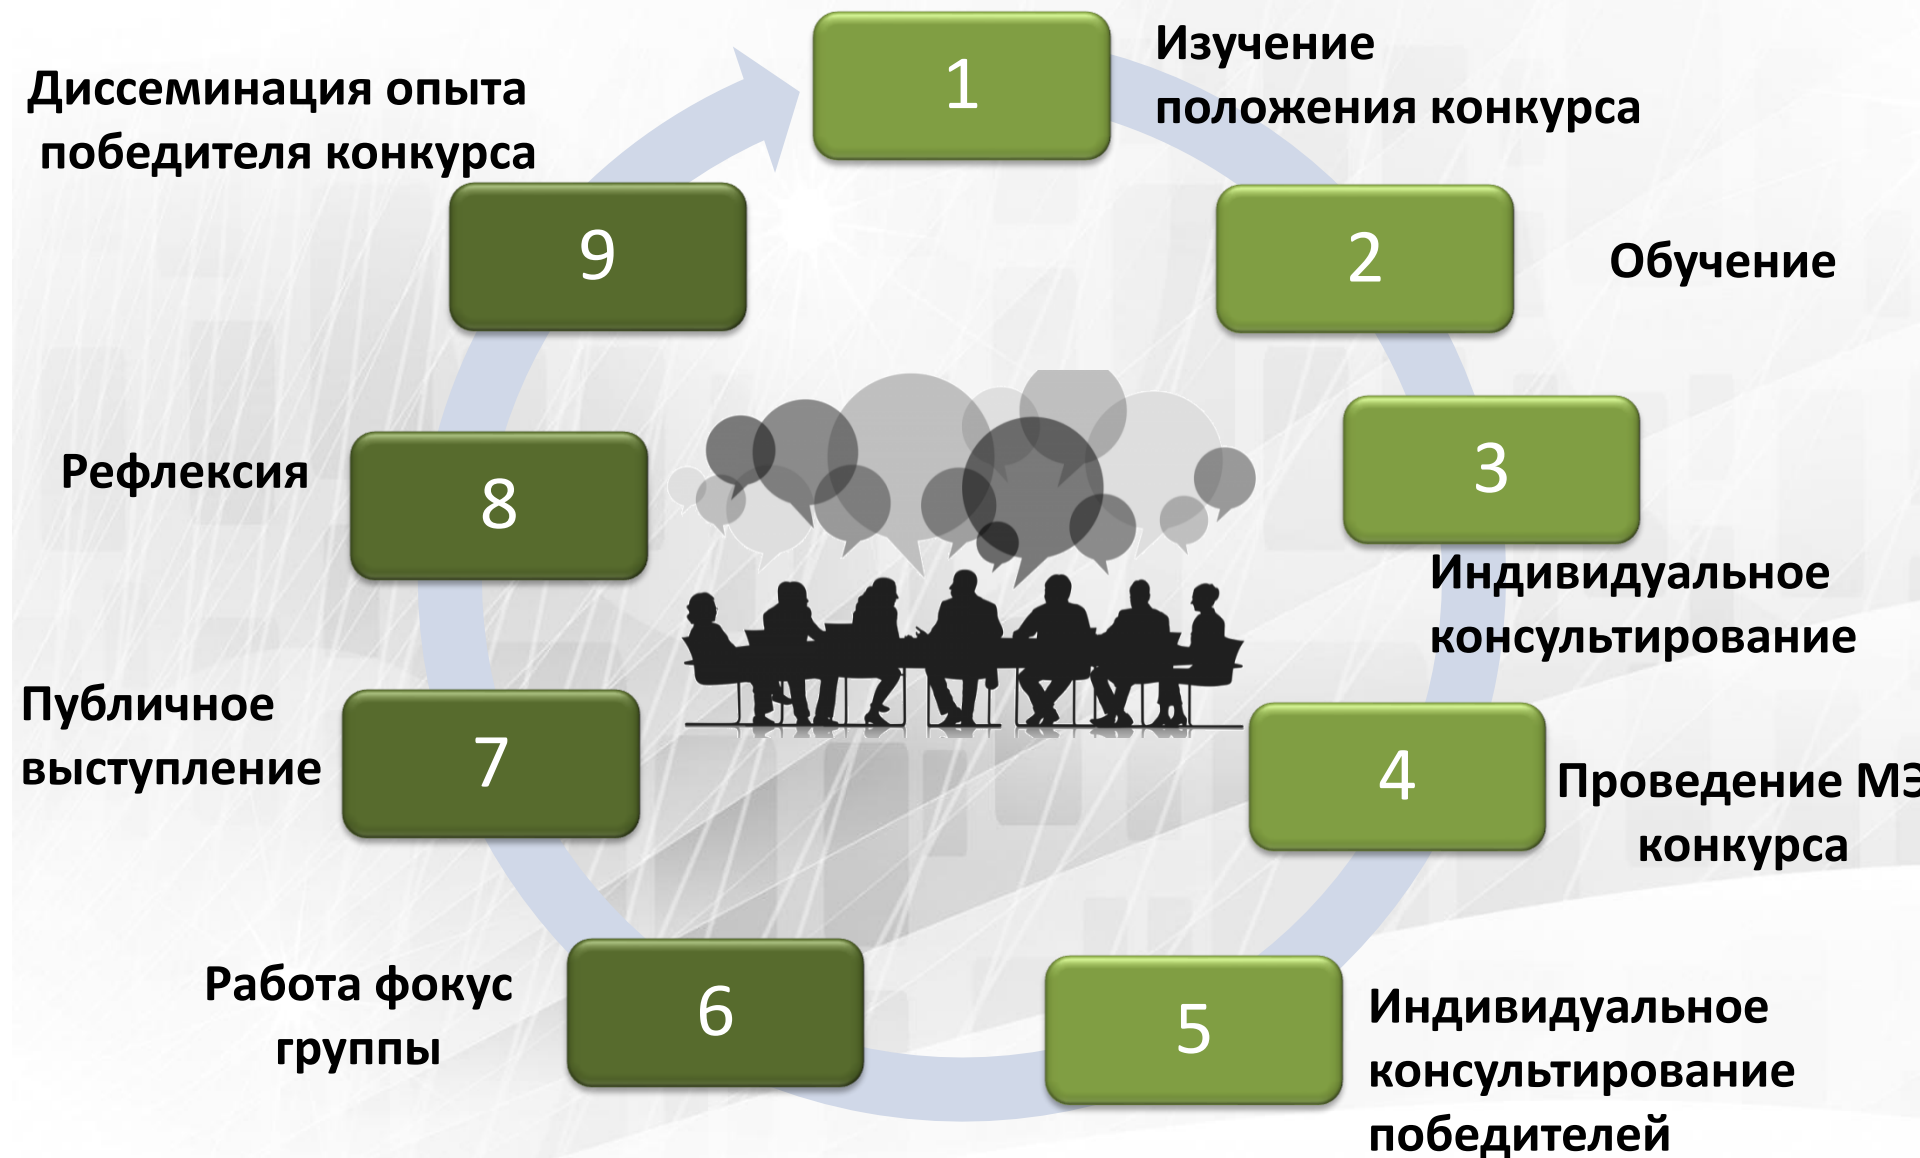 1
Изучение
положения конкурса
2
Обучение
3
Индивидуальное
консультирование
4
Проведение МЭ
конкурса
5
Индивидуальное
консультирование
победителей
6
Работа фокус
группы
7
Публичное
выступление
8
Рефлексия
9
Диссеминация опыта
победителя конкурса